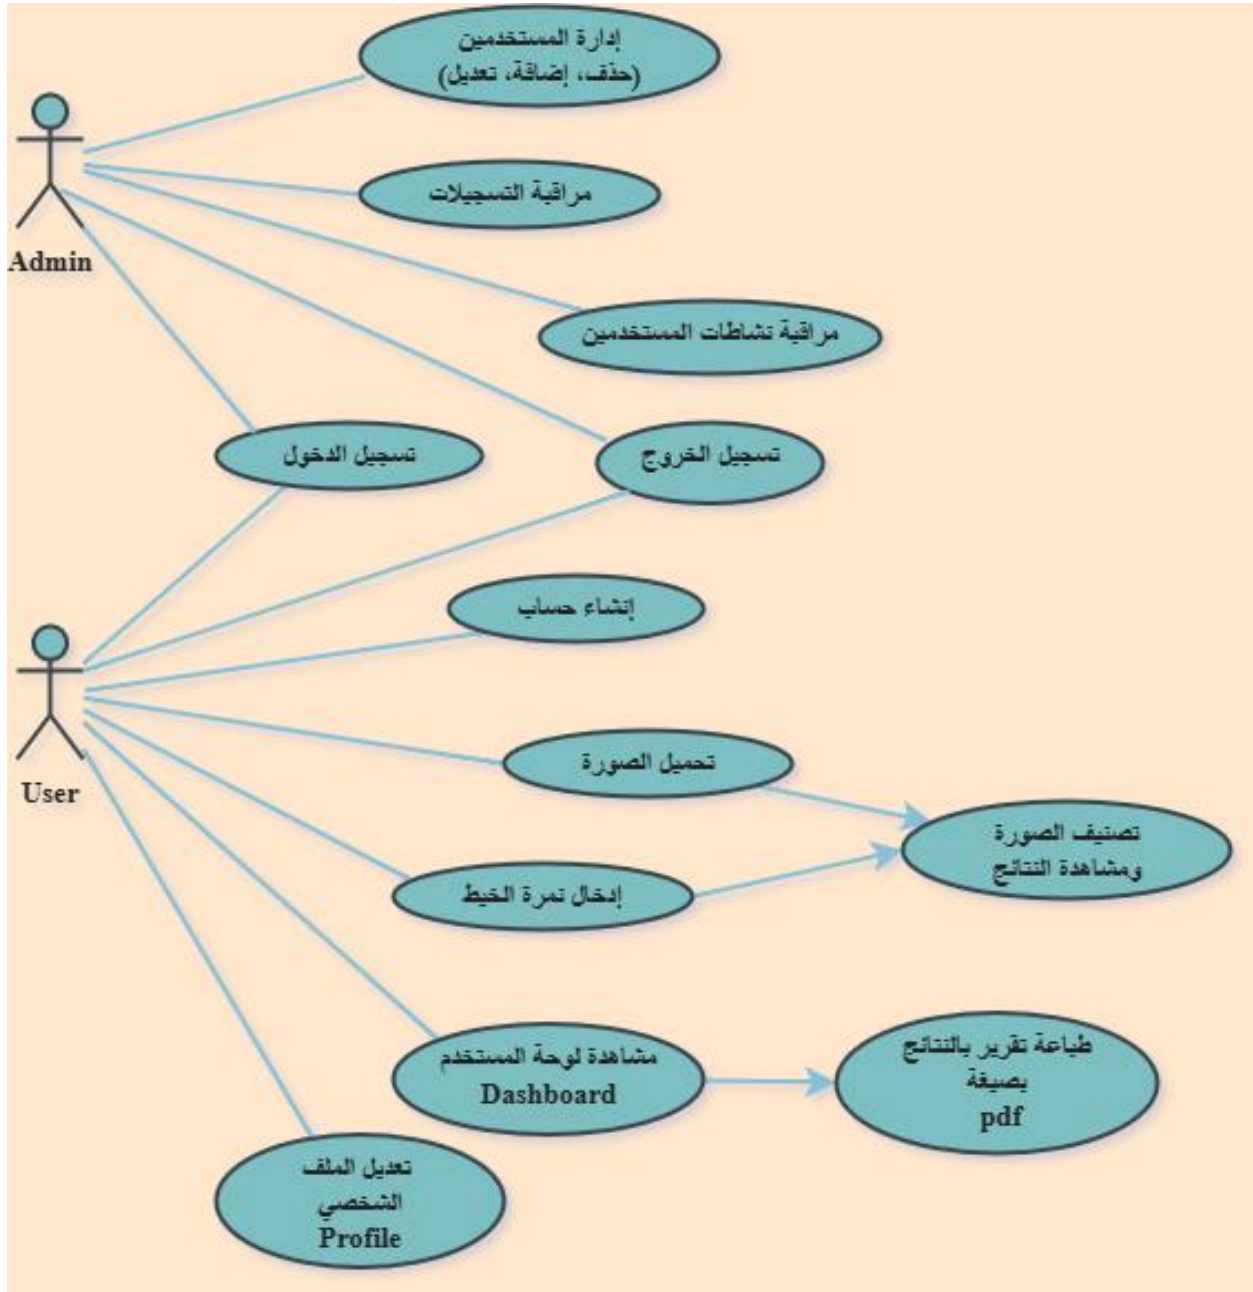 إدارة المستخدمين
(حذف، إضافة، تعديل)
مراقبة التسجيلات
Admin
مراقبة نشاطات المستخدمين
تسجيل الدخول
تسجيل الخروج
إنشاء حساب
User
تحميل الصورة
تصنيف الصورة
ومشاهدة النتائج
إدخال نمرة الخيط
مشاهدة لوحة المستخدم
Dashboard
طباعة تقرير بالنتائج
بصيغة
pdf
تعديل الملف
الشخصي
Profile